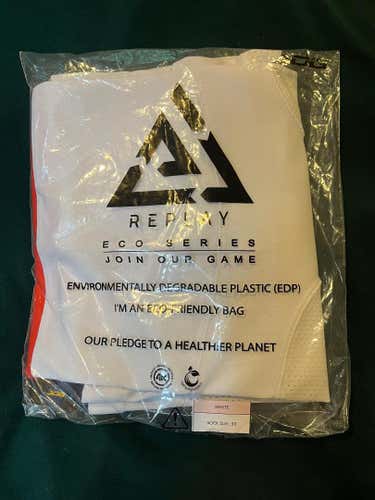 REPLAY
ECO SERIES
JOIN OUR GAME
ENVIRONMENTALLY DEGRADABLE PLASTIC (EDP)
I'M AN ECO FRIENDLY BAG
OUR PLEDGE TO A HEALTHIER PLANET
WHITE